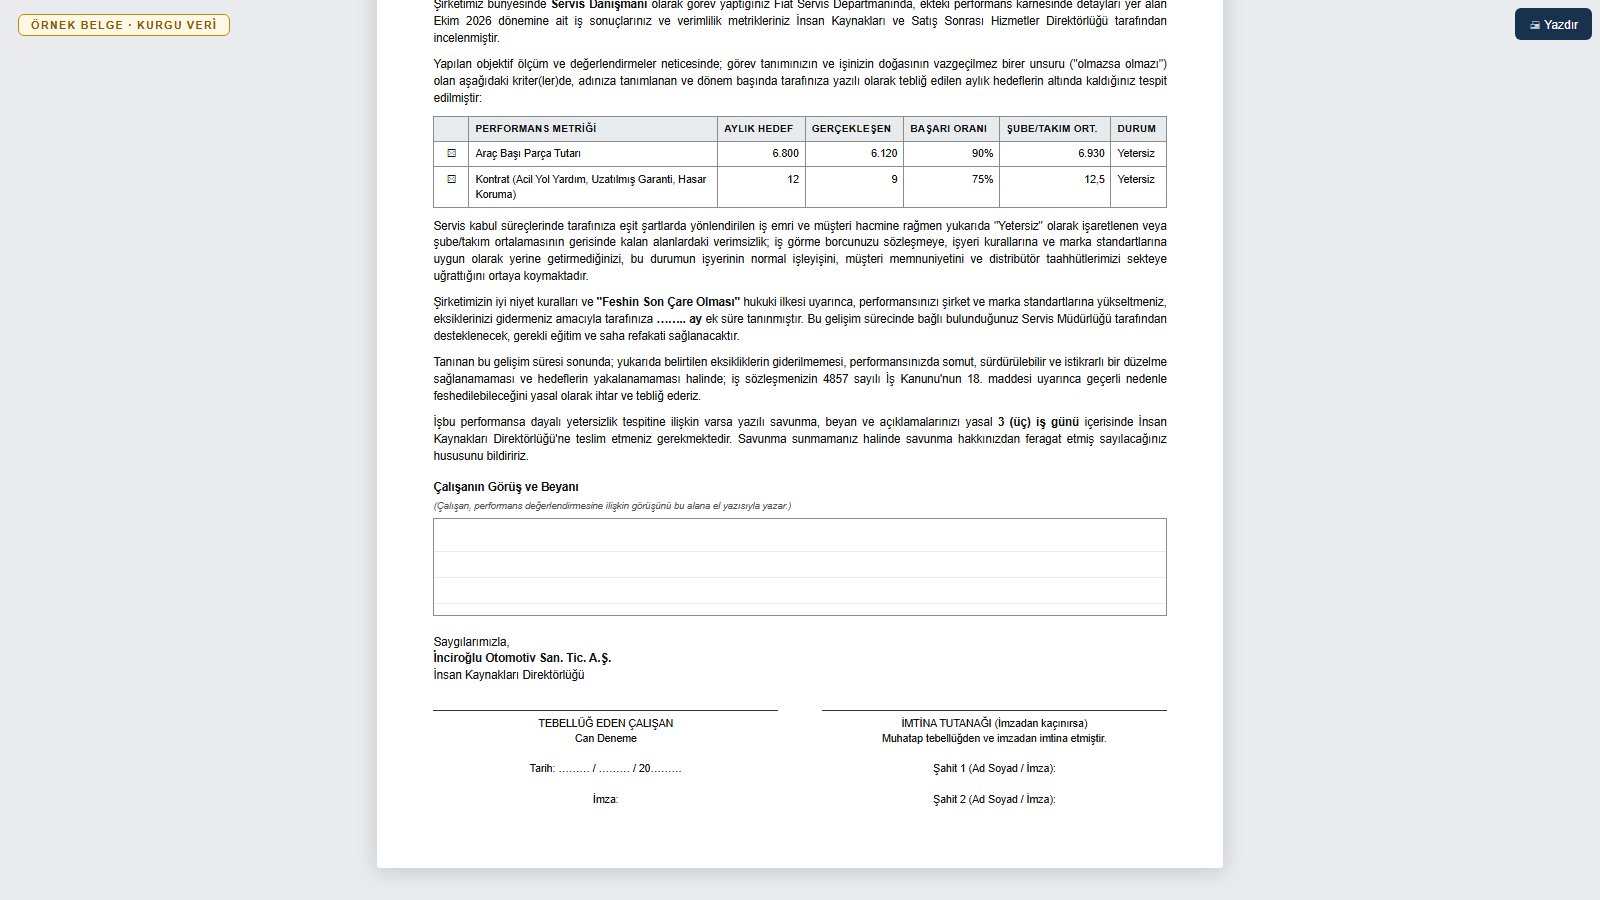 ÖRNEK BELGE · KURGU VERİ
Yazdır
Şirketimiz bünyesinde Servis Danışmanı olarak görev yaptığınız Fiat Servis Departmanında, ekteki performans karnesinde detayları yer alan
Ekim 2026 dönemine ait iş sonuçlarınız ve verimlilik metrikleriniz İnsan Kaynakları ve Satış Sonrası Hizmetler Direktörlüğü tarafından
incelenmiştir.
Yapılan objektif ölçüm ve değerlendirmeler neticesinde; görev tanımınızın ve işinizin doğasının vazgeçilmez birer unsuru ("olmazsa olmazı")
olan aşağıdaki kriter(ler)de, adınıza tanımlanan ve dönem başında tarafınıza yazılı olarak tebliğ edilen aylık hedeflerin altında kaldığınız tespit
edilmiştir:
PERFORMANS METRİĞİ AYLIK HEDEF GERÇEKLEŞEN BAŞARI ORANI ŞUBE/TAKIM ORT. DURUM
Araç Başı Parça Tutarı 6.800 6.120 90% 6.930 Yetersiz
Kontrat (Acil Yol Yardım, Uzatılmış Garanti, Hasar 12 9 75% 12,5 Yetersiz
Koruma)
Servis kabul süreçlerinde tarafınıza eşit şartlarda yönlendirilen iş emri ve müşteri hacmine rağmen yukarıda "Yetersiz" olarak işaretlenen veya
şube/takım ortalamasının gerisinde kalan alanlardaki verimsizlik; iş görme borcunuzu sözleşmeye, işyeri kurallarına ve marka standartlarına
uygun olarak yerine getirmediğinizi, bu durumun işyerinin normal işleyişini, müşteri memnuniyetini ve distribütör taahhütlerimizi sekteye
uğrattığını ortaya koymaktadır.
Şirketimizin iyi niyet kuralları ve "Feshin Son Çare Olması" hukuki ilkesi uyarınca, performansınızı şirket ve marka standartlarına yükseltmeniz,
eksiklerinizi gidermeniz amacıyla tarafınıza …….. ay ek süre tanınmıştır. Bu gelişim sürecinde bağlı bulunduğunuz Servis Müdürlüğü tarafından
desteklenecek, gerekli eğitim ve saha refakati sağlanacaktır.
Tanınan bu gelişim süresi sonunda; yukarıda belirtilen eksikliklerin giderilmemesi, performansınızda somut, sürdürülebilir ve istikrarlı bir düzelme
sağlanamaması ve hedeflerin yakalanamaması halinde; iş sözleşmenizin 4857 sayılı İş Kanunu'nun 18. maddesi uyarınca geçerli nedenle
feshedilebileceğini yasal olarak ihtar ve tebliğ ederiz.
İşbu performansa dayalı yetersizlik tespitine ilişkin varsa yazılı savunma, beyan ve açıklamalarınızı yasal 3 (üç) iş günü içerisinde İnsan
Kaynakları Direktörlüğü'ne teslim etmeniz gerekmektedir. Savunma sunmamanız halinde savunma hakkınızdan feragat etmiş sayılacağınız
hususunu bildiririz.
Çalışanın Görüş ve Beyanı
(Çalışan, performans değerlendirmesine ilişkin görüşünü bu alana el yazısıyla yazar.)
Saygılarımızla,
İnciroğlu Otomotiv San. Tic. A.Ş.
İnsan Kaynakları Direktörlüğü
TEBELLÜĞ EDEN ÇALIŞAN
Can Deneme
Tarih: ……… / ……… / 20………
İmza:
İMTİNA TUTANAĞI (İmzadan kaçınırsa)
Muhatap tebellüğden ve imzadan imtina etmiştir.
Şahit 1 (Ad Soyad / İmza):
Şahit 2 (Ad Soyad / İmza):